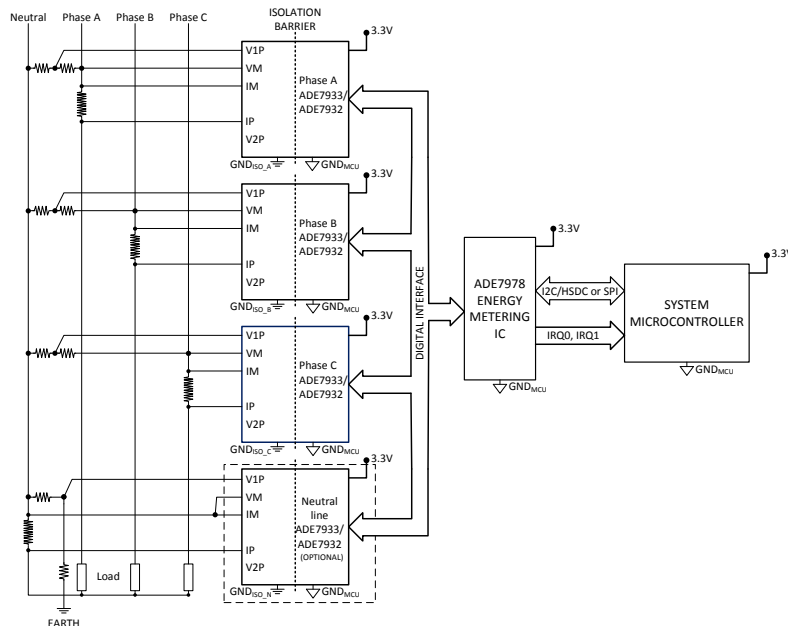 Neutral
Phase A
Phase B
Phase C
ISOLATION
BARRIER
3.3V
V1P
VM
IM
IP
V2P
Phase A
ADE7933/
ADE7932
GNDISO_A
GNDMCU
3.3V
V1P
VM
IM
IP
V2P
Phase B
ADE7933/
ADE7932
GNDISO_B
GNDMCU
3.3V
V1P
VM
IM
IP
V2P
Phase C
ADE7933/
ADE7932
GNDISO_C
GNDMCU
3.3V
V1P
VM
IM
IP
V2P
Neutral
line
ADE7933/
ADE7932
(OPTIONAL)
GNDISO_N
GNDMCU
Load
EARTH
DIGITAL INTERFACE
3.3V
ADE7978
ENERGY
METERING
IC
GNDMCU
I2C/HSDC or SPI
IRQ0, IRQ1
3.3V
SYSTEM
MICROCONTROLLER
GNDMCU